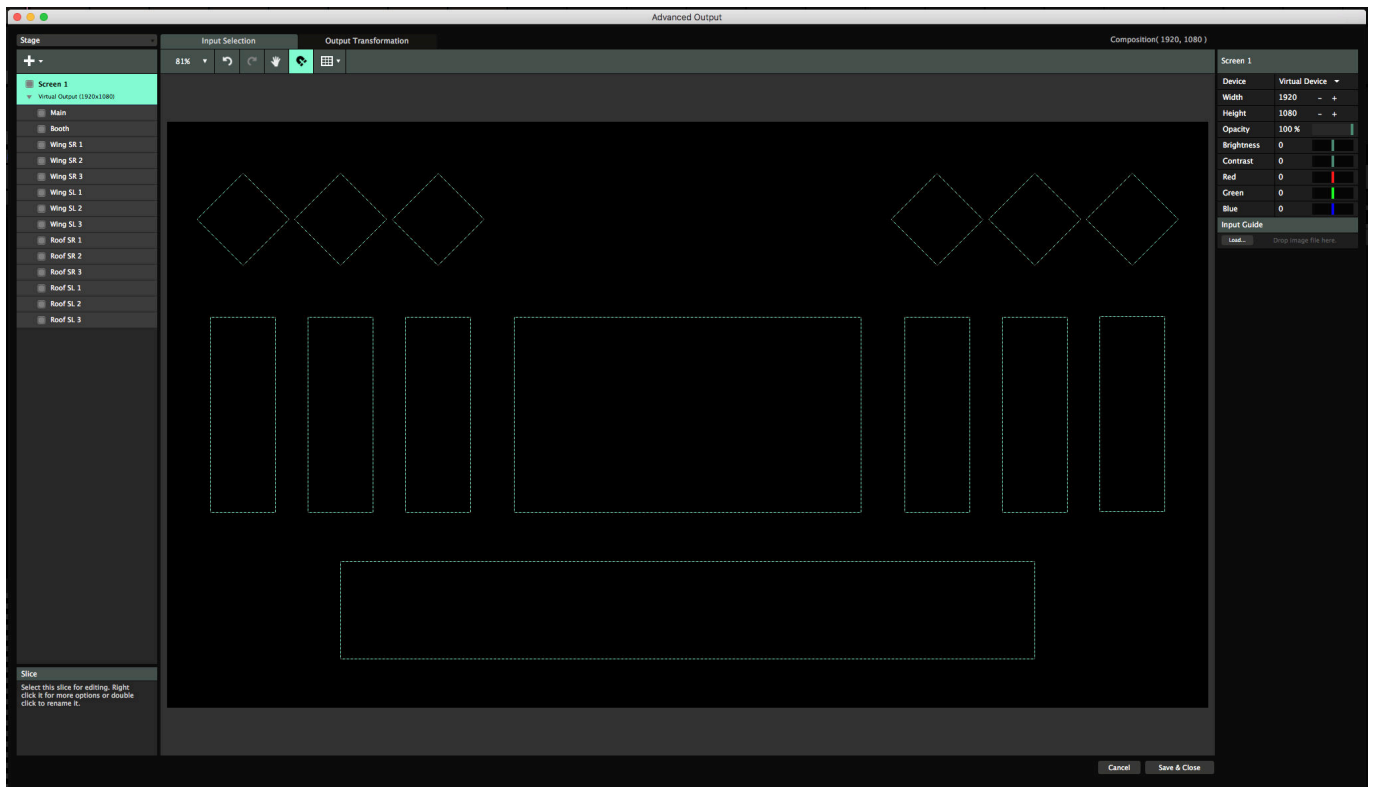 Advanced Output
Stage
Input Selection
Output Transformation
Composition( 1920, 1080 )
81%
Screen 1
Virtual Output (1920x1080)
Main
Booth
Wing SR 1
Wing SR 2
Wing SR 3
Wing SL 1
Wing SL 2
Wing SL 3
Roof SR 1
Roof SR 2
Roof SR 3
Roof SL 1
Roof SL 2
Roof SL 3
Slice
Select this slice for editing. Right
click it for more options or double
click to rename it.
Screen 1
Device Virtual Device
Width 1920 - +
Height 1080 - +
Opacity 100 %
Brightness 0
Contrast 0
Red 0
Green 0
Blue 0
Input Guide
Load... Drop image file here.
Cancel
Save & Close